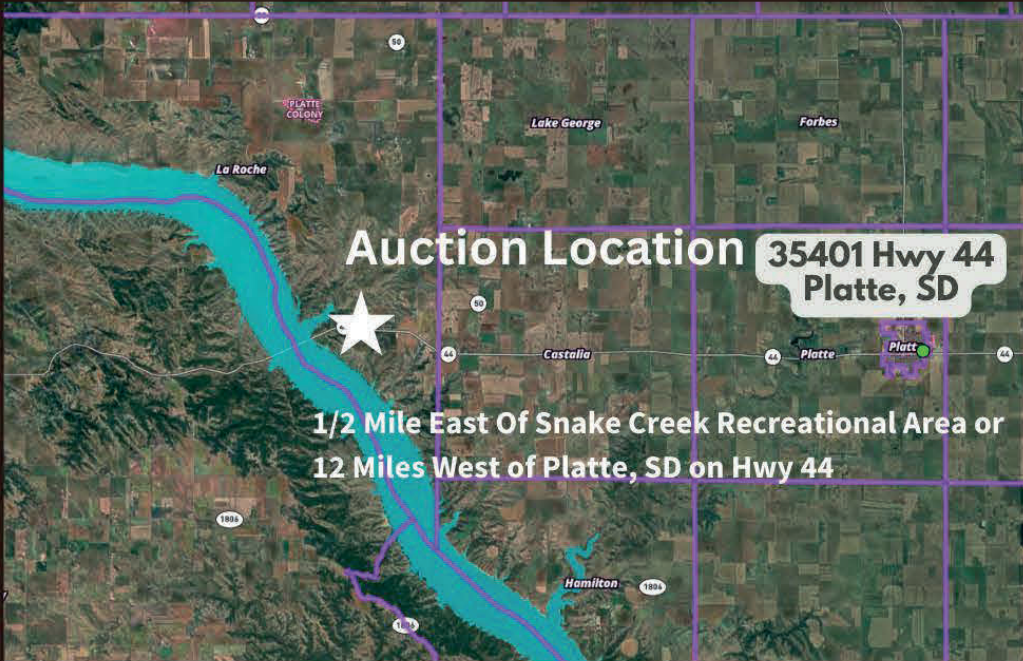 50
PLATTE
COLONY
Lake George
Forbes
La Roche
Auction Location
35401 Hwy 44
Platte, SD
50
44
Castalia
44
Platte
Platt
44
1/2 Mile East Of Snake Creek Recreational Area or
12 Miles West of Platte, SD on Hwy 44
1806
Hamilton
1806
1806